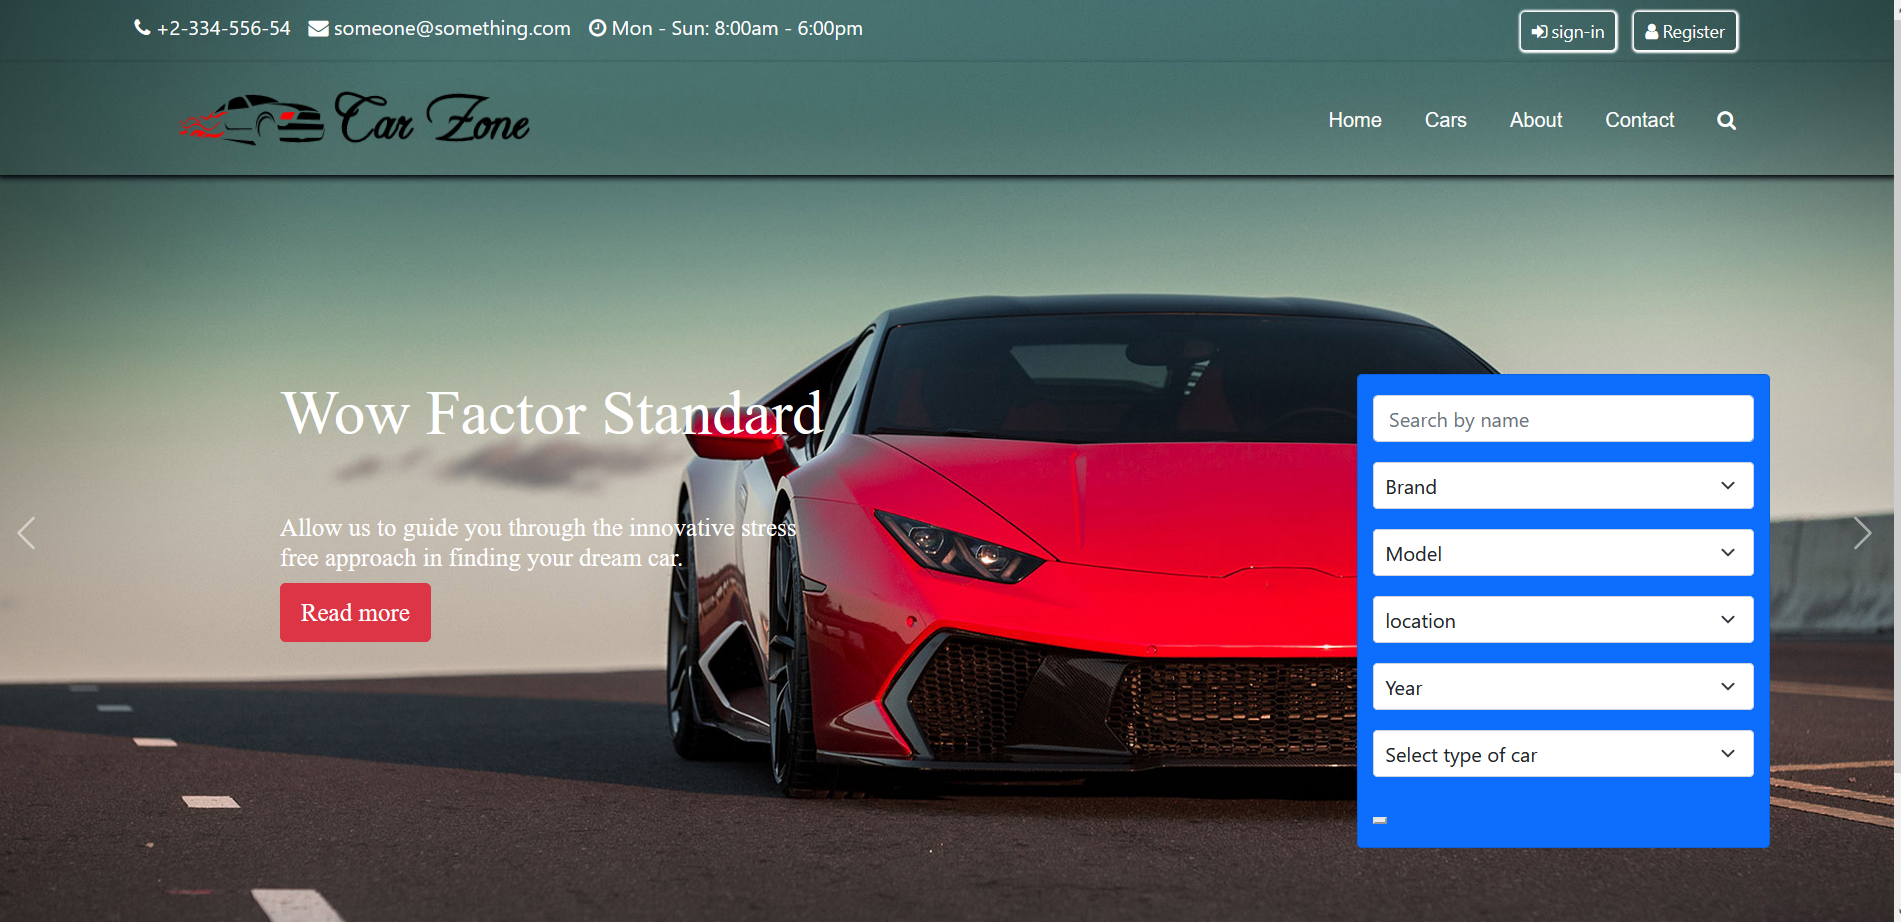 +2-334-556-54 someone@something.com Mon - Sun: 8:00am - 6:00pm sign-in Register
Car Zone Home Cars About Contact
Wow Factor Standard
Allow us to guide you through the innovative stress
free approach in finding your dream car.
Read more
Search by name
Brand
Model
location
Year
Select type of car